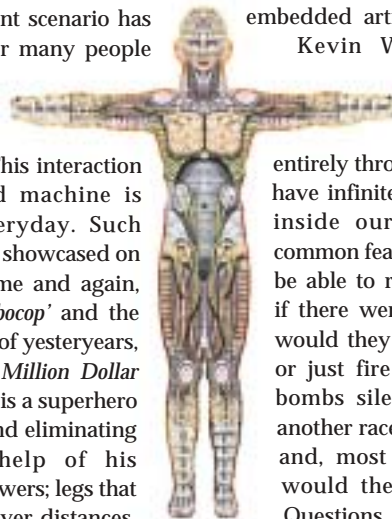 nt scenario has
r many people
his interaction
d machine is
eryday. Such
showcased on
me and again,
bocop' and the
of yesteryears,
Million Dollar
is a superhero
nd eliminating
help of his
wers; legs that
ver distances
embedded art
Kevin W
entirely thro
have infinite
inside our
common fea
be able to r
if there wer
would they
or just fire
bombs sile
another race
and, most
would the
Questions